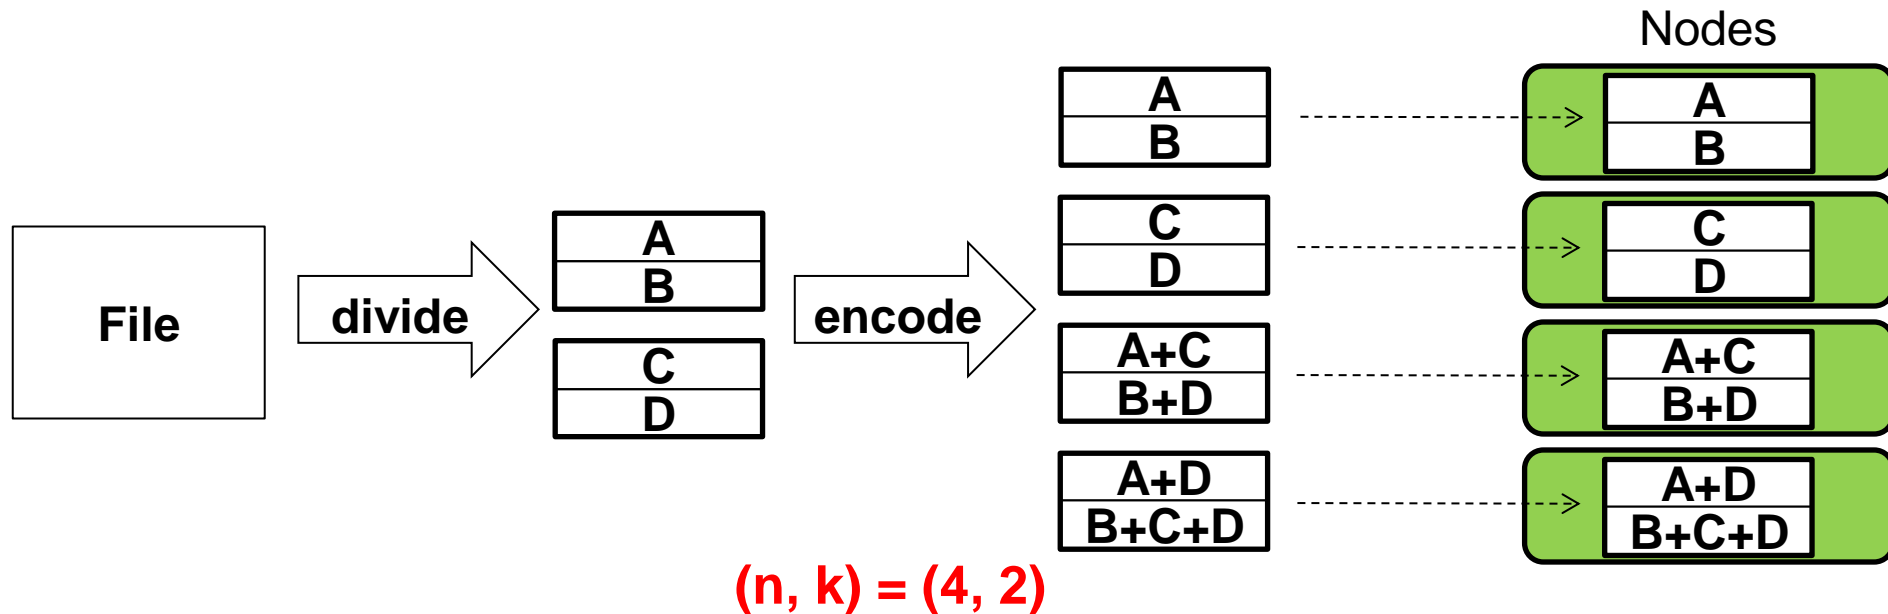 Nodes
File
divide
A
B
C
D
encode
A
B
C
D
A+C
B+D
A+D
B+C+D
A
B
C
D
A+C
B+D
A+D
B+C+D
(n, k) = (4, 2)